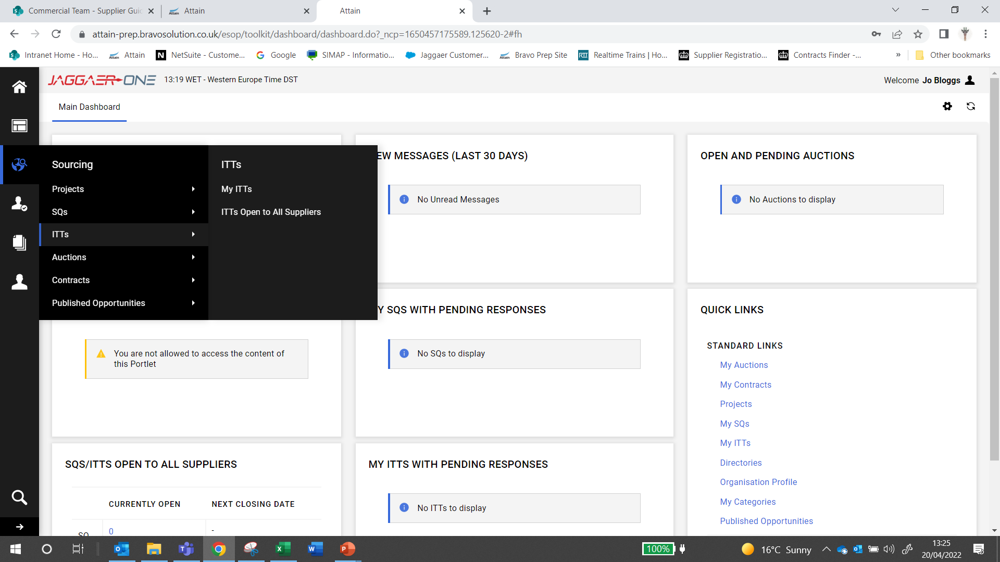 Commercial Team - Supplier Guid
Attain
Attain
attain-prep.bravosolution.co.uk/esop/toolkit/dashboard/dashboard.do?_ncp=1650457175589.125620-2#fh
Intranet Home - Ho...
Attain
NetSuite - Custome...
Google
SIMAP - Informatio...
Jaggaer Customer...
Bravo Prep Site
Realtime Trains | Ho...
Supplier Registratio...
Contracts Finder -...
»
Other bookmarks
JAGGAER ONE
13:19 WET - Western Europe Time DST
Welcome Jo Bloggs
Main Dashboard
Sourcing
Projects
SQs
ITTs
Auctions
Contracts
Published Opportunities
ITTs
My ITTs
ITTs Open to All Suppliers
EW MESSAGES (LAST 30 DAYS)
No Unread Messages
OPEN AND PENDING AUCTIONS
No Auctions to display
You are not allowed to access the content of
this Portlet
Y SQS WITH PENDING RESPONSES
No SQs to display
QUICK LINKS
STANDARD LINKS
My Auctions
My Contracts
Projects
My SQs
My ITTs
Directories
Organisation Profile
My Categories
Published Opportunities
SQS/ITTS OPEN TO ALL SUPPLIERS
CURRENTLY OPEN
NEXT CLOSING DATE
SQ
0
-
MY ITTS WITH PENDING RESPONSES
No ITTs to display
100%
16°C Sunny
13:25
20/04/2022